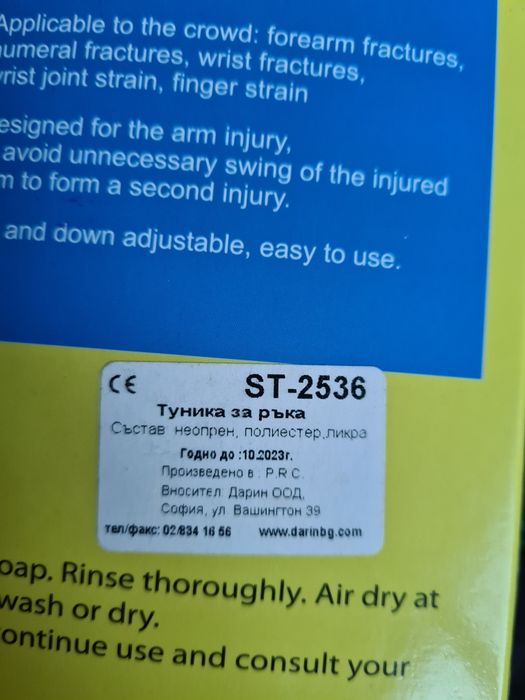 Applicable to the crowd: forearm fractures,
umeral fractures, wrist fractures,
rist joint strain, finger strain
esigned for the arm injury,
avoid unnecessary swing of the injured
m to form a second injury.
and down adjustable, easy to use.
CE ST-2536
Туника за ръка
Състав неопрен, полиестер,ликра
Годно до :10.2023г.
Произведено в : P.R.C.
Вносител: Дарин ООД,
София, ул. Вашингтон 39
тел/факс: 02/834 16 56 www.darinbg.com
oap. Rinse thoroughly. Air dry at
wash or dry.
ontinue use and consult your